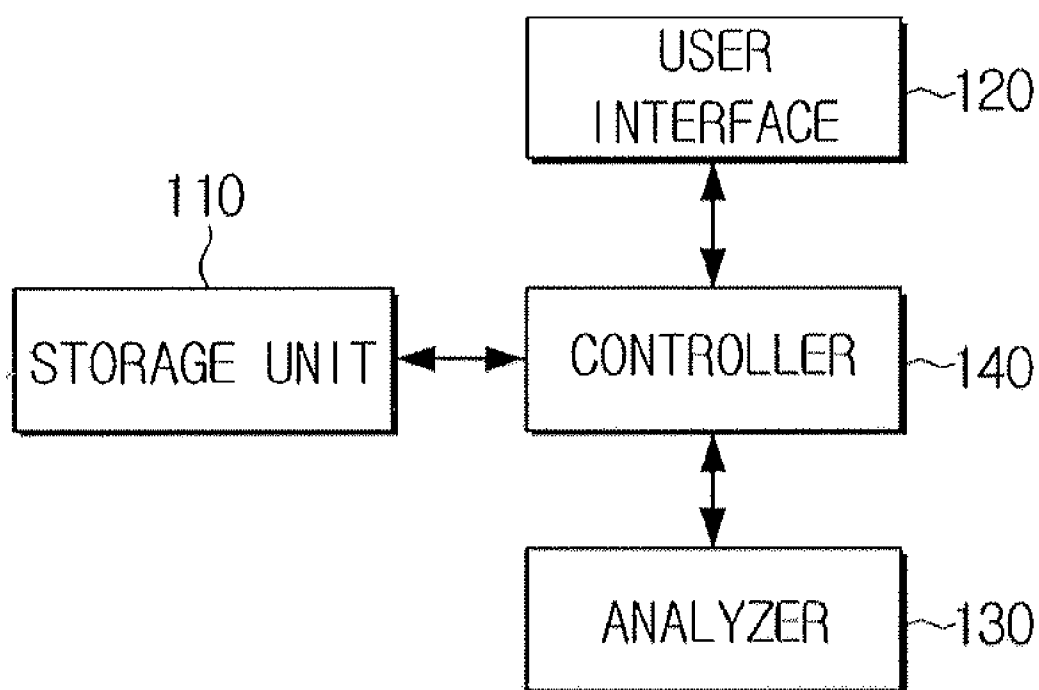 USER
INTERFACE
120
110
STORAGE UNIT
CONTROLLER
140
ANALYZER
130